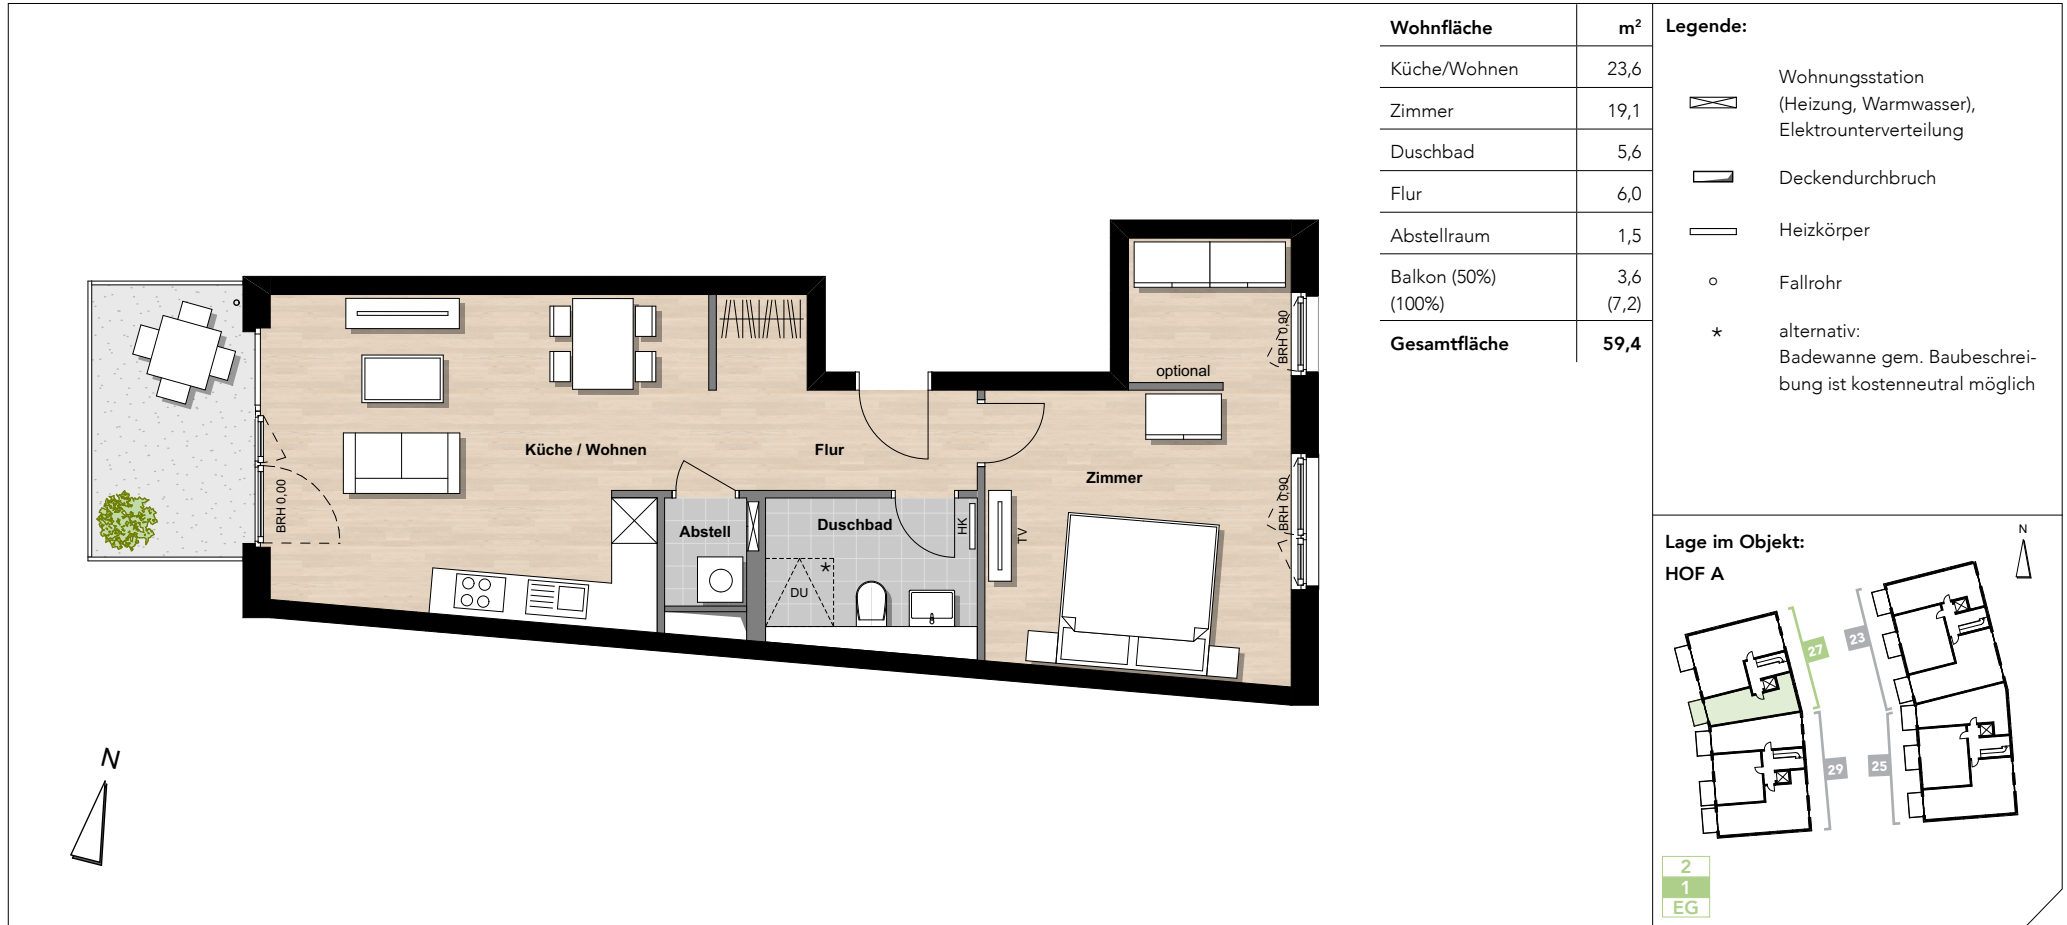 Wohnfläche m²
Küche/Wohnen 23,6
Zimmer 19,1
Duschbad 5,6
Flur 6,0
Abstellraum 1,5
Balkon (50%) 3,6
(100%) (7,2)
Gesamtfläche 59,4
Legende:
Wohnungsstation
(Heizung, Warmwasser),
Elektrounterverteilung
Deckendurchbruch
Heizkörper
Fallrohr
* alternativ:
Badewanne gem. Baubeschrei-
bung ist kostenneutral möglich
BRH 0,90
optional
Küche / Wohnen
Flur
Zimmer
BRH 0,00
BRH 0,90
Abstell
Duschbad
HK
TV
*
DU
N
Lage im Objekt:
HOF A
N
27
23
29
25
2
1
EG